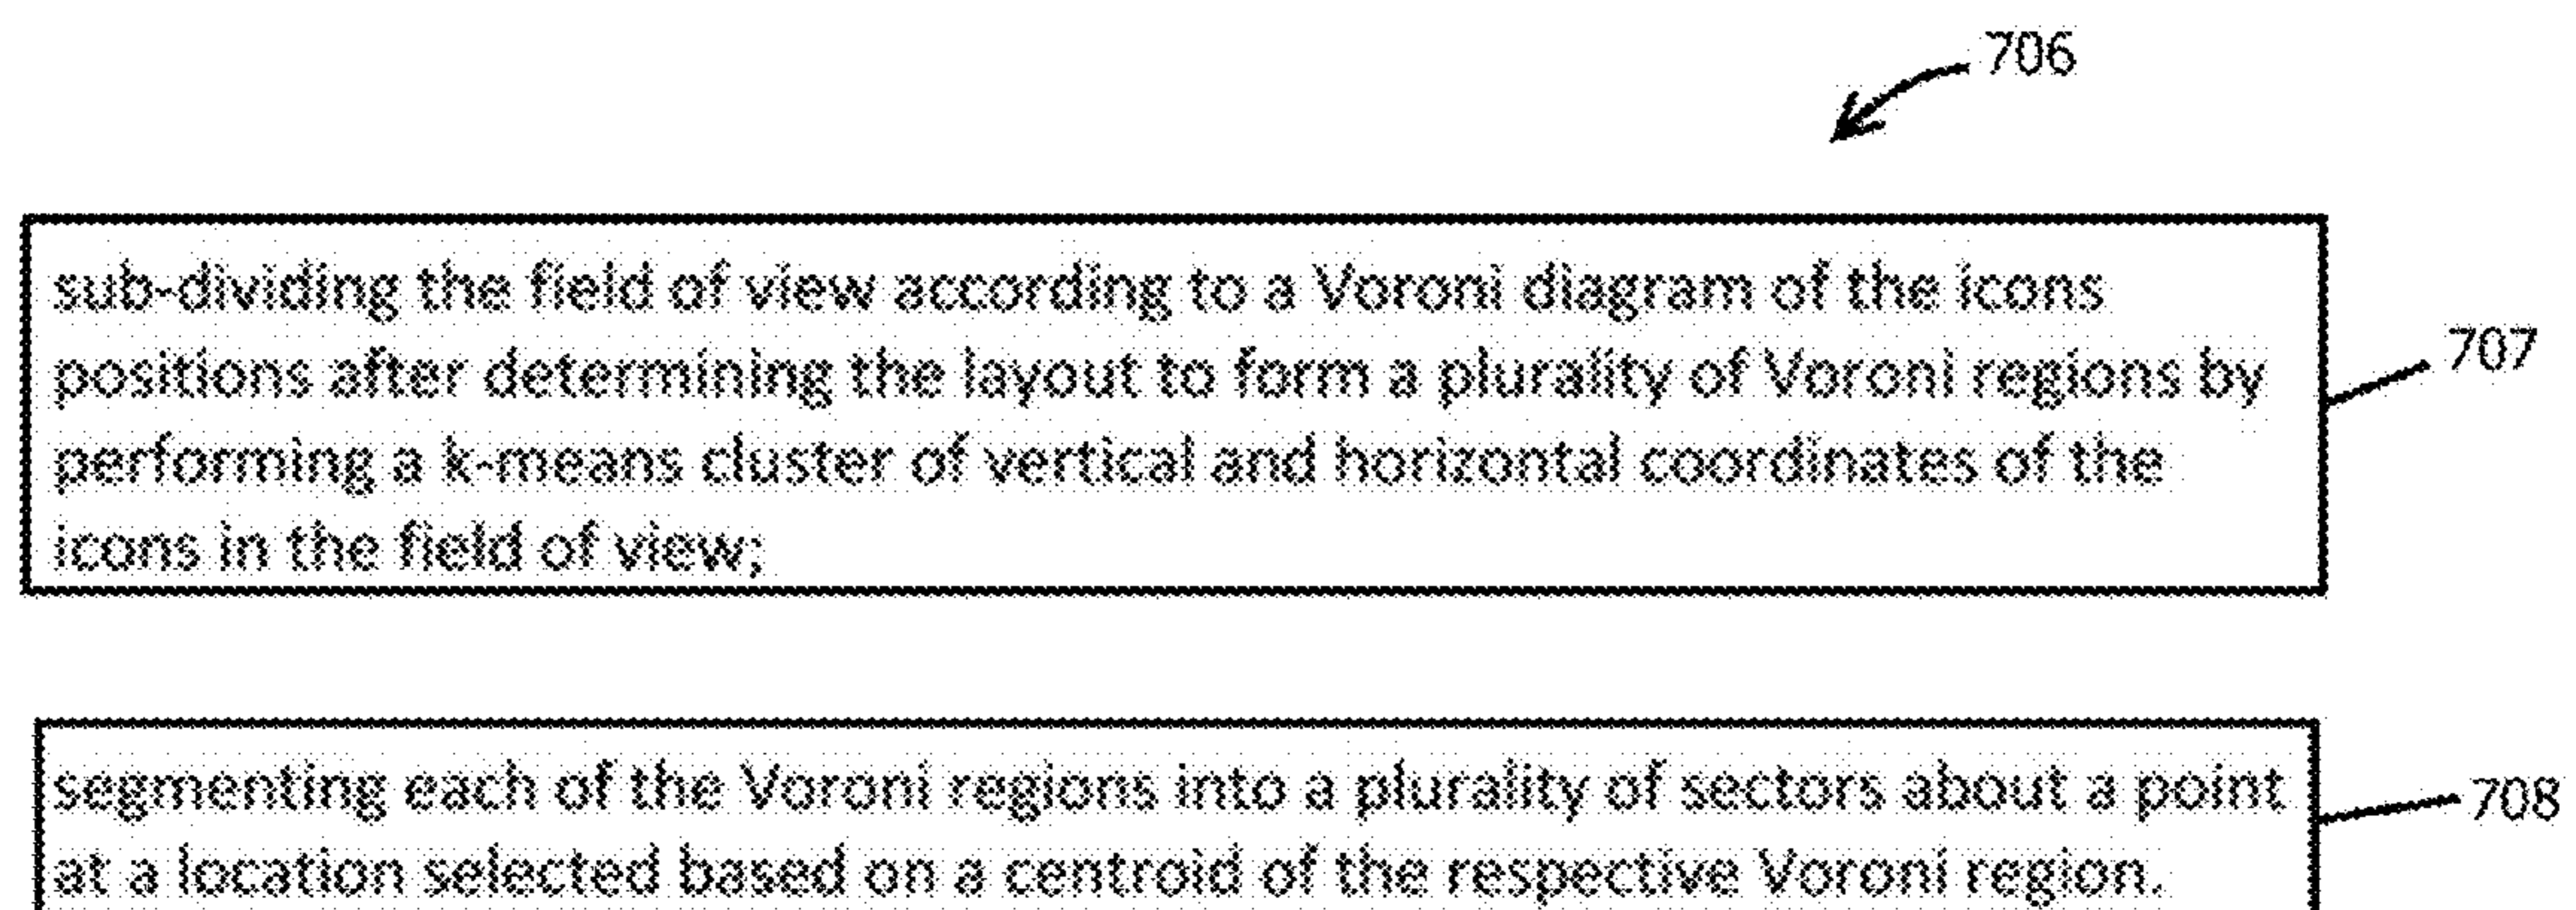 706
sub-dividing the field of view according to a Voroni diagram of the icons
positions after determining the layout to form a plurality of Voroni regions by
performing a k-means cluster of vertical and horizontal coordinates of the
icons in the field of view;
707
segmenting each of the Voroni regions into a plurality of sectors about a point
at a location selected based on a centroid of the respective Voroni region.
708